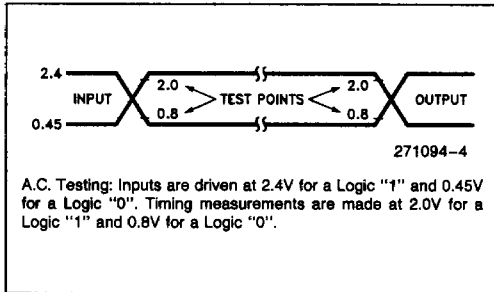 2.4
2.0 2.0
INPUT TEST POINTS OUTPUT
0.8 0.8
0.45
271094–4
A.C. Testing: Inputs are driven at 2.4V for a Logic "1" and 0.45V
for a Logic "0". Timing measurements are made at 2.0V for a
Logic "1" and 0.8V for a Logic "0".